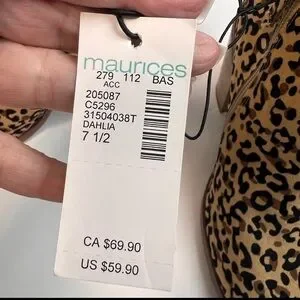 maurices
279 112 BAS
ACC
205087
C5296
31504038T
DAHLIA
7 1/2
CA $69.90
US $59.90